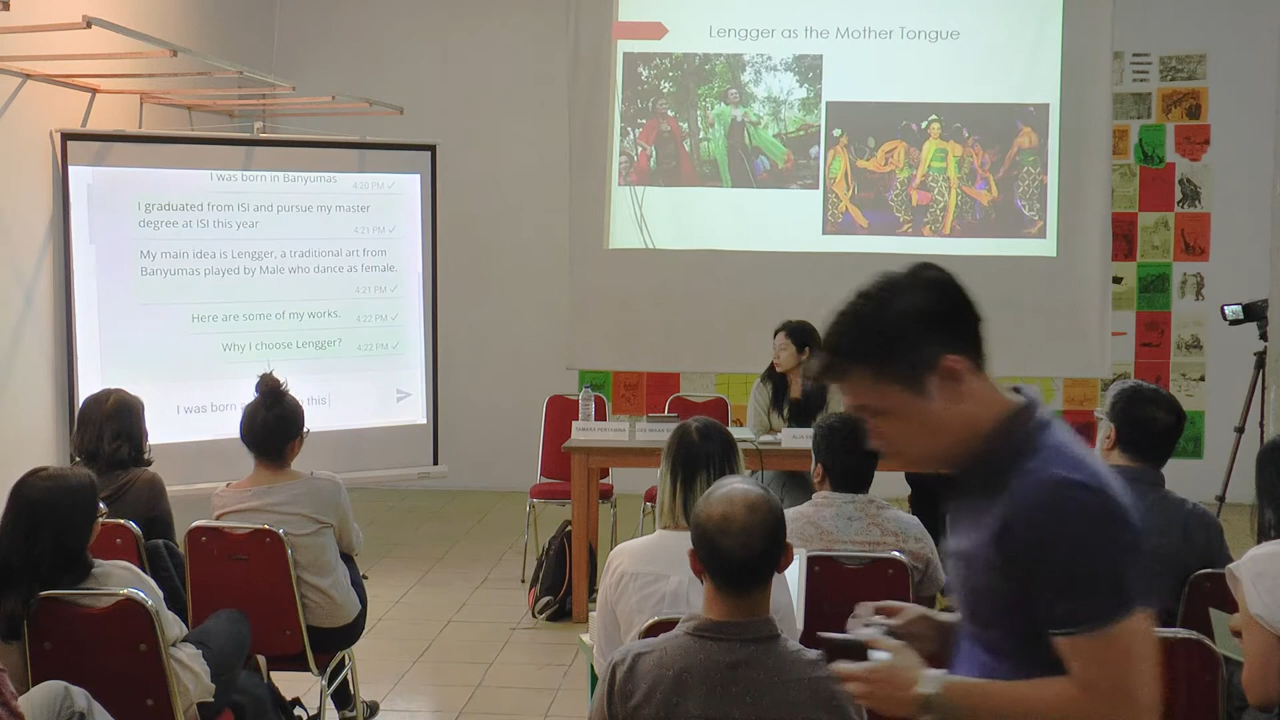 Lengger as the Mother Tongue
I was born in Banyumas
4:20 PM
I graduated from ISI and pursue my master
degree at ISI this year
4:21 PM
My main idea is Lengger, a traditional art from
Banyumas played by Male who dance as female.
4:21 PM
Here are some of my works. 4:22 PM
Why I choose Lengger? 4:22 PM
I was born this
TAMARA PERTAMINA